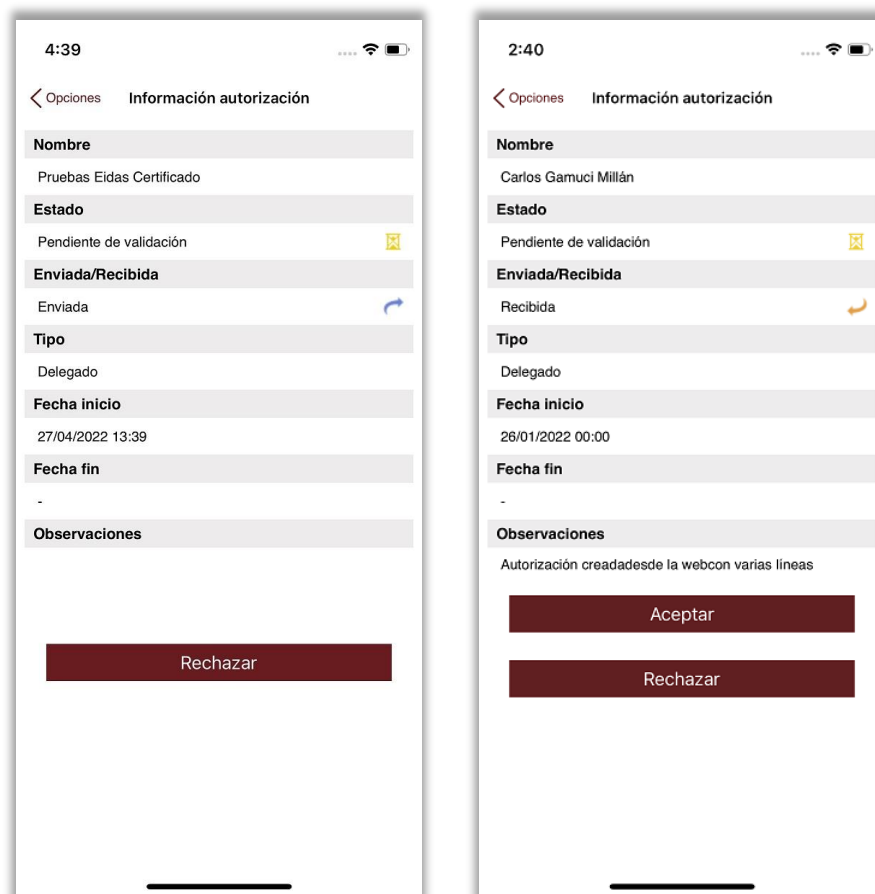 4:39
Opciones
Información autorización
Nombre
Pruebas Eidas Certificado
Estado
Pendiente de validación
Enviada/Recibida
Enviada
Tipo
Delegado
Fecha inicio
27/04/2022 13:39
Fecha fin
-
Observaciones
Rechazar
2:40
Opciones
Información autorización
Nombre
Carlos Gamuci Millán
Estado
Pendiente de validación
Enviada/Recibida
Recibida
Tipo
Delegado
Fecha inicio
26/01/2022 00:00
Fecha fin
-
Observaciones
Autorización creadadesde la webcon varias líneas
Aceptar
Rechazar